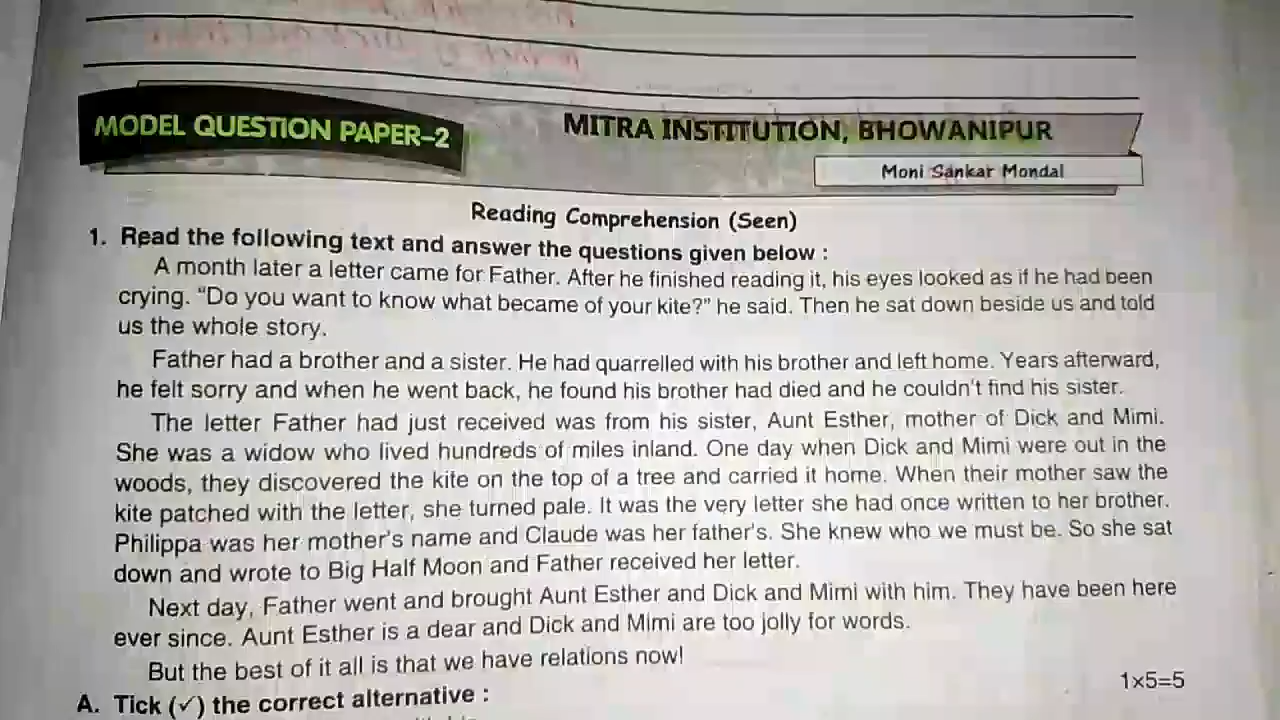 MODEL QUESTION PAPER–2
MITRA INSTITUTION, BHOWANIPUR
Moni Sankar Mondal
Reading Comprehension (Seen)
1. Read the following text and answer the questions given below :
A month later a letter came for Father. After he finished reading it, his eyes looked as if he had been
crying. “Do you want to know what became of your kite?” he said. Then he sat down beside us and told
us the whole story.
Father had a brother and a sister. He had quarrelled with his brother and left home. Years afterward,
he felt sorry and when he went back, he found his brother had died and he couldn't find his sister.
The letter Father had just received was from his sister, Aunt Esther, mother of Dick and Mimi.
She was a widow who lived hundreds of miles inland. One day when Dick and Mimi were out in the
woods, they discovered the kite on the top of a tree and carried it home. When their mother saw the
kite patched with the letter, she turned pale. It was the very letter she had once written to her brother.
Philippa was her mother's name and Claude was her father's. She knew who we must be. So she sat
down and wrote to Big Half Moon and Father received her letter.
Next day, Father went and brought Aunt Esther and Dick and Mimi with him. They have been here
ever since. Aunt Esther is a dear and Dick and Mimi are too jolly for words.
But the best of it all is that we have relations now!
A. Tick (✓) the correct alternative :
1×5=5